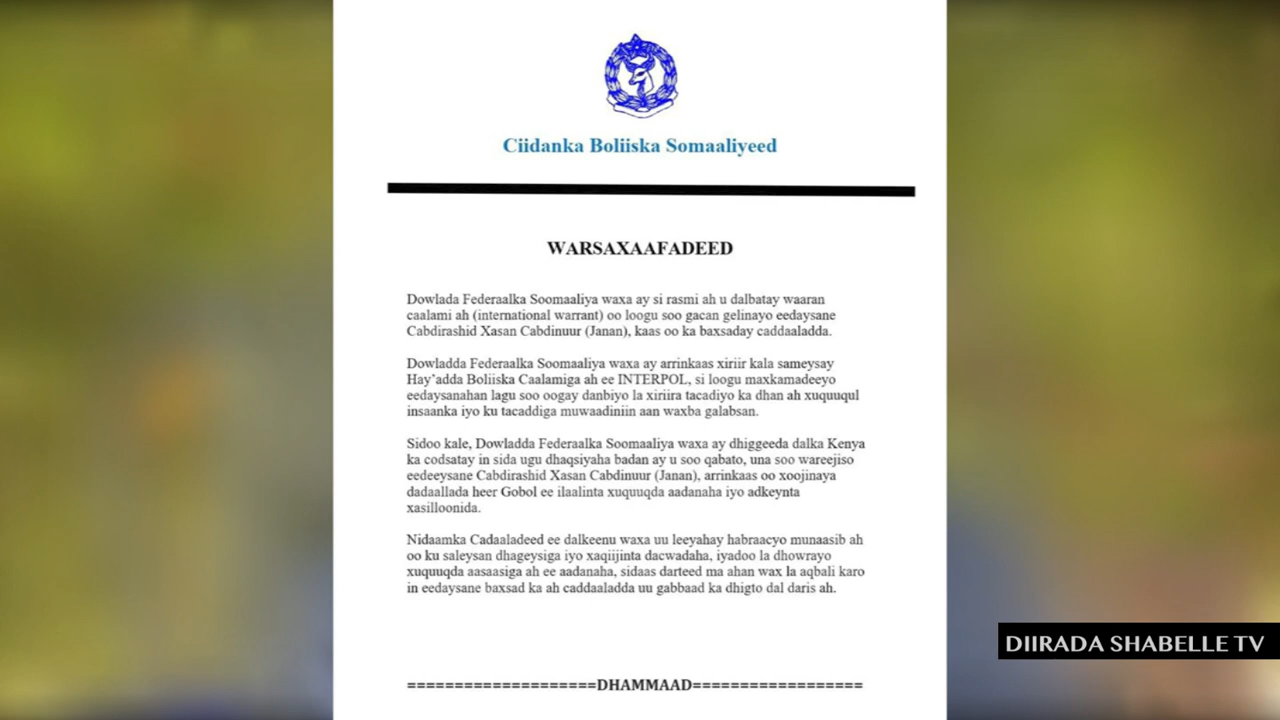 Ciidanka Boliiska Somaaliyeed
WARSAXAAFADEED
Dowlada Federaalka Soomaaliya waxa ay si rasmi ah u dalbatay waaran
caalami ah (international warrant) oo loogu soo gacan gelinayo eedaysane
Cabdirashid Xasan Cabdinuur (Janan), kaas oo ka baxsaday caddaaladda.
Dowladda Federaalka Soomaaliya waxa ay arrinkaas xiriir kala sameysay
Hay'adda Boliiska Caalamiga ah ee INTERPOL, si loogu maxkamadeeyo
eedaysanahan lagu soo oogay danbiyo la xiriira tacadiyo ka dhan ah xuquuqul
insaanka iyo ku tacaddiga muwaadiniin aan waxba galabsan.
Sidoo kale, Dowladda Federaalka Soomaaliya waxa ay dhiggeeda dalka Kenya
ka codsatay in sida ugu dhaqsiyaha badan ay u soo qabato, una soo wareejiso
eedeeysane Cabdirashid Xasan Cabdinuur (Janan), arrinkaas oo xoojinaya
dadaallada heer Gobol ee ilaalinta xuquuqda aadanaha iyo adkeynta
xasilloonida.
Nidaamka Cadaaladeed ee dalkeenu waxa uu leeyahay habraacyo munaasib ah
oo ku saleysan dhageysiga iyo xaqiijinta dacwadaha, iyadoo la dhowrayo
xuquuqda aasaasiga ah ee aadanaha, sidaas darteed ma ahan wax la aqbali karo
in eedaysane baxsad ka ah caddaaladda uu gabbaad ka dhigto dal daris ah.
DIIRADA SHABELLE TV
====================DHAMMAAD==================